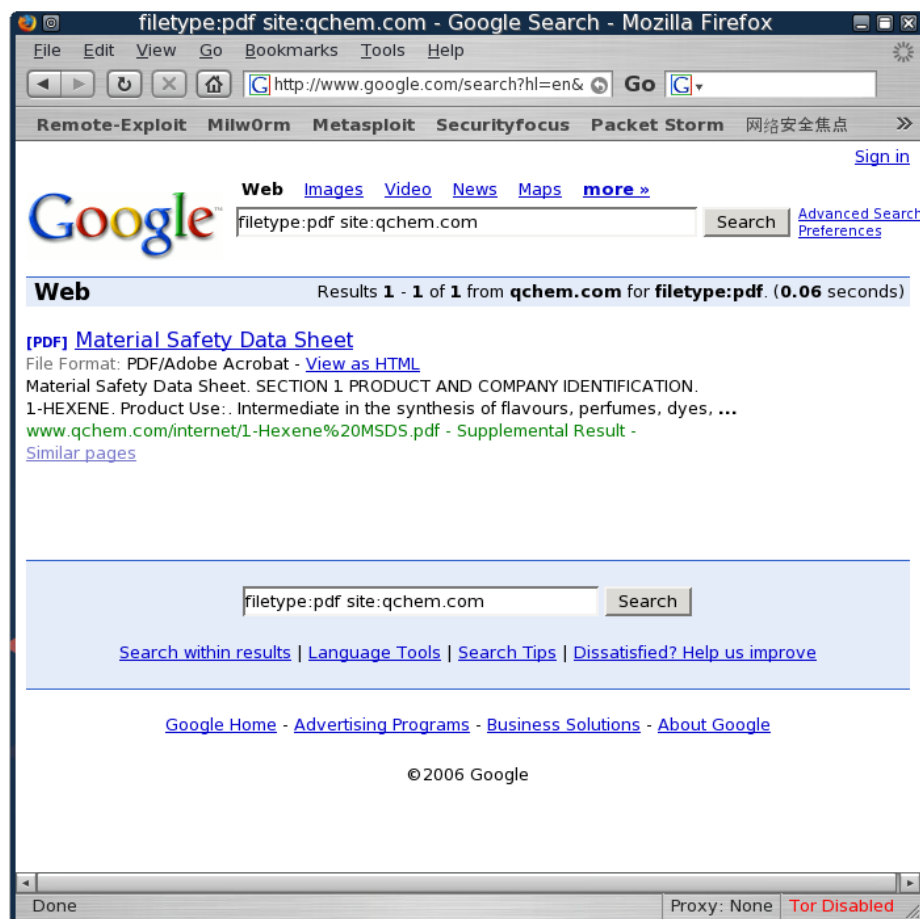 filetype:pdf site:qchem.com - Google Search - Mozilla Firefox
File Edit View Go Bookmarks Tools Help
G http://www.google.com/search?hl=en& Go G
Remote-Exploit Milw0rm Metasploit Securityfocus Packet Storm 网络安全焦点 »
Sign in
Web Images Video News Maps more »
Google™
filetype:pdf site:qchem.com Search Advanced Search
Preferences
Web Results 1 - 1 of 1 from qchem.com for filetype:pdf. (0.06 seconds)
[PDF] Material Safety Data Sheet
File Format: PDF/Adobe Acrobat - View as HTML
Material Safety Data Sheet. SECTION 1 PRODUCT AND COMPANY IDENTIFICATION.
1-HEXENE. Product Use:. Intermediate in the synthesis of flavours, perfumes, dyes, ...
www.qchem.com/internet/1-Hexene%20MSDS.pdf - Supplemental Result -
Similar pages
filetype:pdf site:qchem.com Search
Search within results | Language Tools | Search Tips | Dissatisfied? Help us improve
Google Home - Advertising Programs - Business Solutions - About Google
©2006 Google
Done Proxy: None Tor Disabled